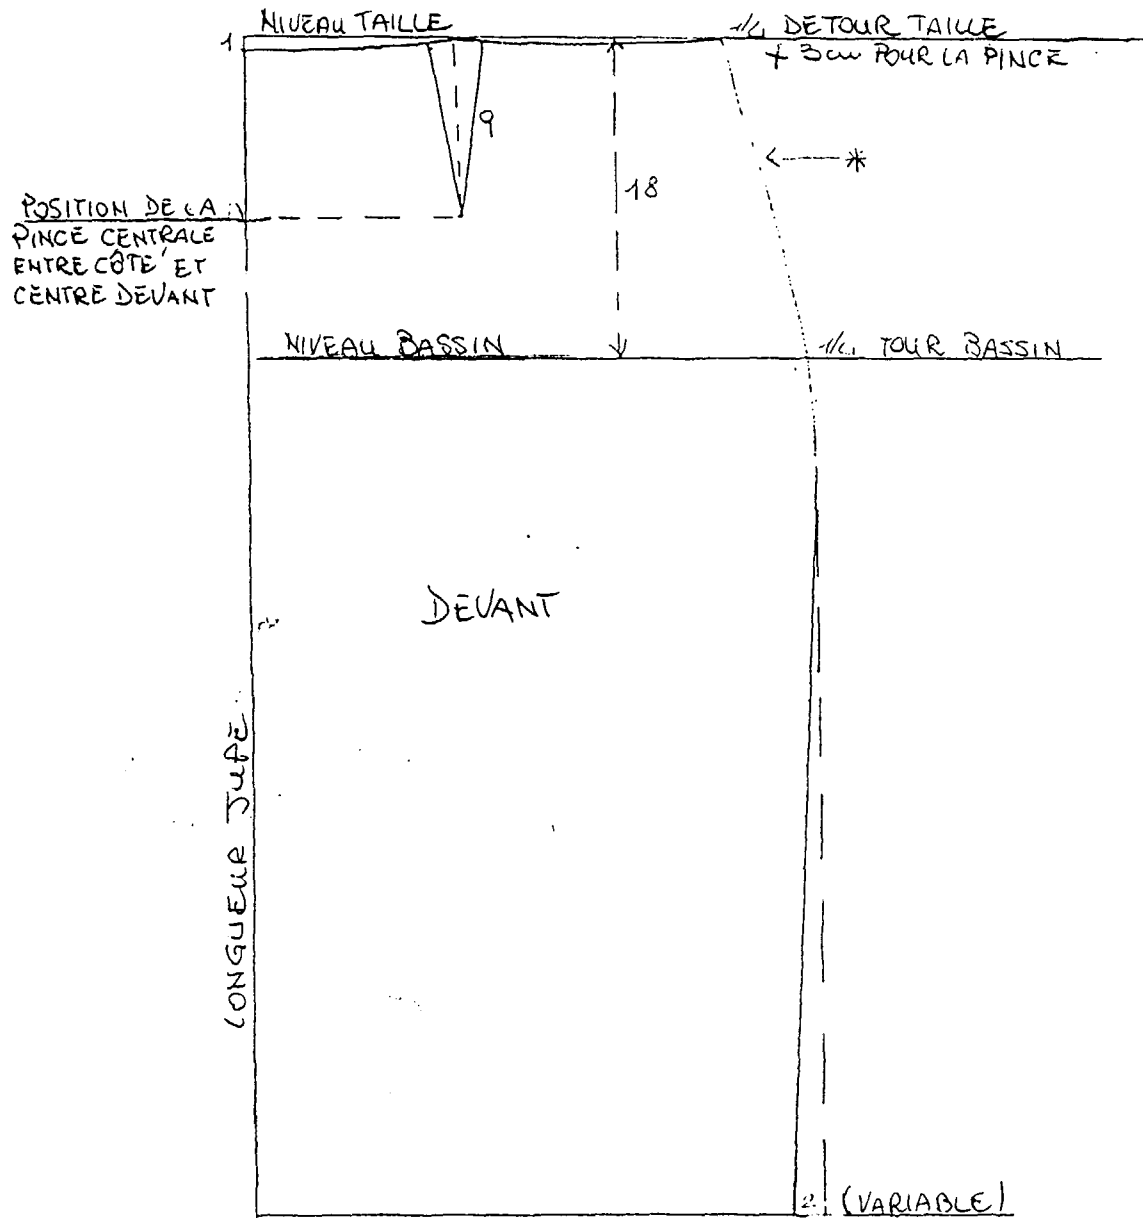 NIVEAU TAILLE
1/4 DETOUR TAILLE
+ 3cm POUR LA PINCE
1
9
*
18
POSITION DE LA
PINCE CENTRALE
ENTRE CÔTÉ ET
CENTRE DEVANT
NIVEAU BASSIN
1/4 TOUR BASSIN
DEVANT
LONGUEUR JUPE
2 (VARIABLE)